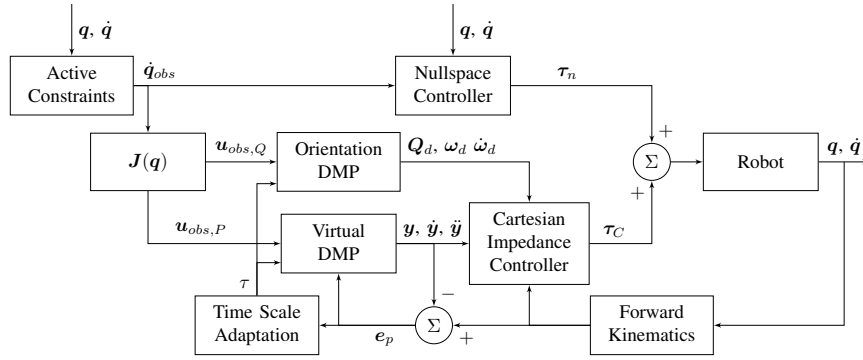 q, q̇
q, q̇
Active
Constraints
q̇_obs
Nullspace
Controller
τ_n
J(q)
u_obs,Q
Orientation
DMP
Q_d, ω_d ω̇_d
+
Σ
+
Robot
q, q̇
u_obs,P
Virtual
DMP
y, ẏ, ÿ
Cartesian
Impedance
Controller
τ_C
τ
−
Time Scale
Adaptation
e_p
Σ
+
Forward
Kinematics